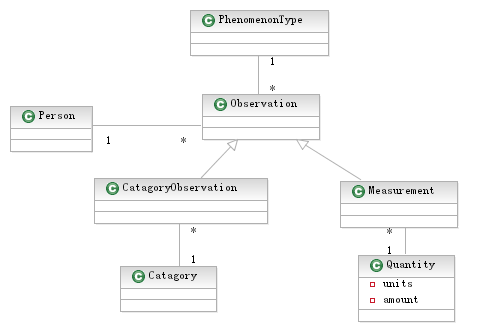 C PhenomenonType
1
*
C Observation
C Person
1
*
C CatagoryObservation
C Measurement
*
1
*
1
C Catagory
C Quantity
units
amount